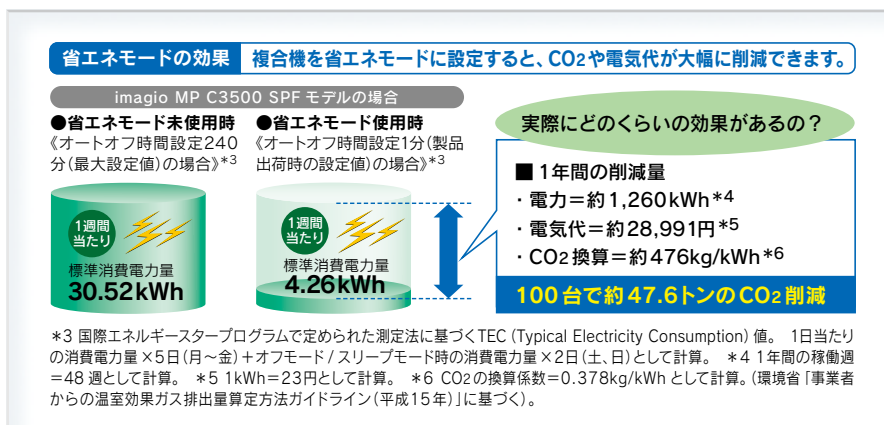 省エネモードの効果 複合機を省エネモードに設定すると、CO2や電気代が大幅に削減できます。
imagio MP C3500 SPF モデルの場合
●省エネモード未使用時
《オートオフ時間設定240
分(最大設定値)の場合》*3
1週間
当たり
標準消費電力量
30.52kWh
●省エネモード使用時
《オートオフ時間設定1分(製品
出荷時の設定値)の場合》*3
1週間
当たり
標準消費電力量
4.26kWh
実際にどのくらいの効果があるの?
■ 1年間の削減量
・電力=約1,260kWh*4
・電気代=約28,991円*5
・CO2換算=約476kg/kWh*6
100台で約47.6トンのCO2削減
*3 国際エネルギースタープログラムで定められた測定法に基づくTEC (Typical Electricity Consumption) 値。 1日当たり
の消費電力量×5日(月~金)+オフモード/スリープモード時の消費電力量×2日(土、日)として計算。 *4 1年間の稼働週
=48週として計算。 *5 1kWh=23円として計算。 *6 CO2の換算係数=0.378kg/kWh として計算。(環境省「事業者
からの温室効果ガス排出量算定方法ガイドライン(平成15年)」に基づく)。